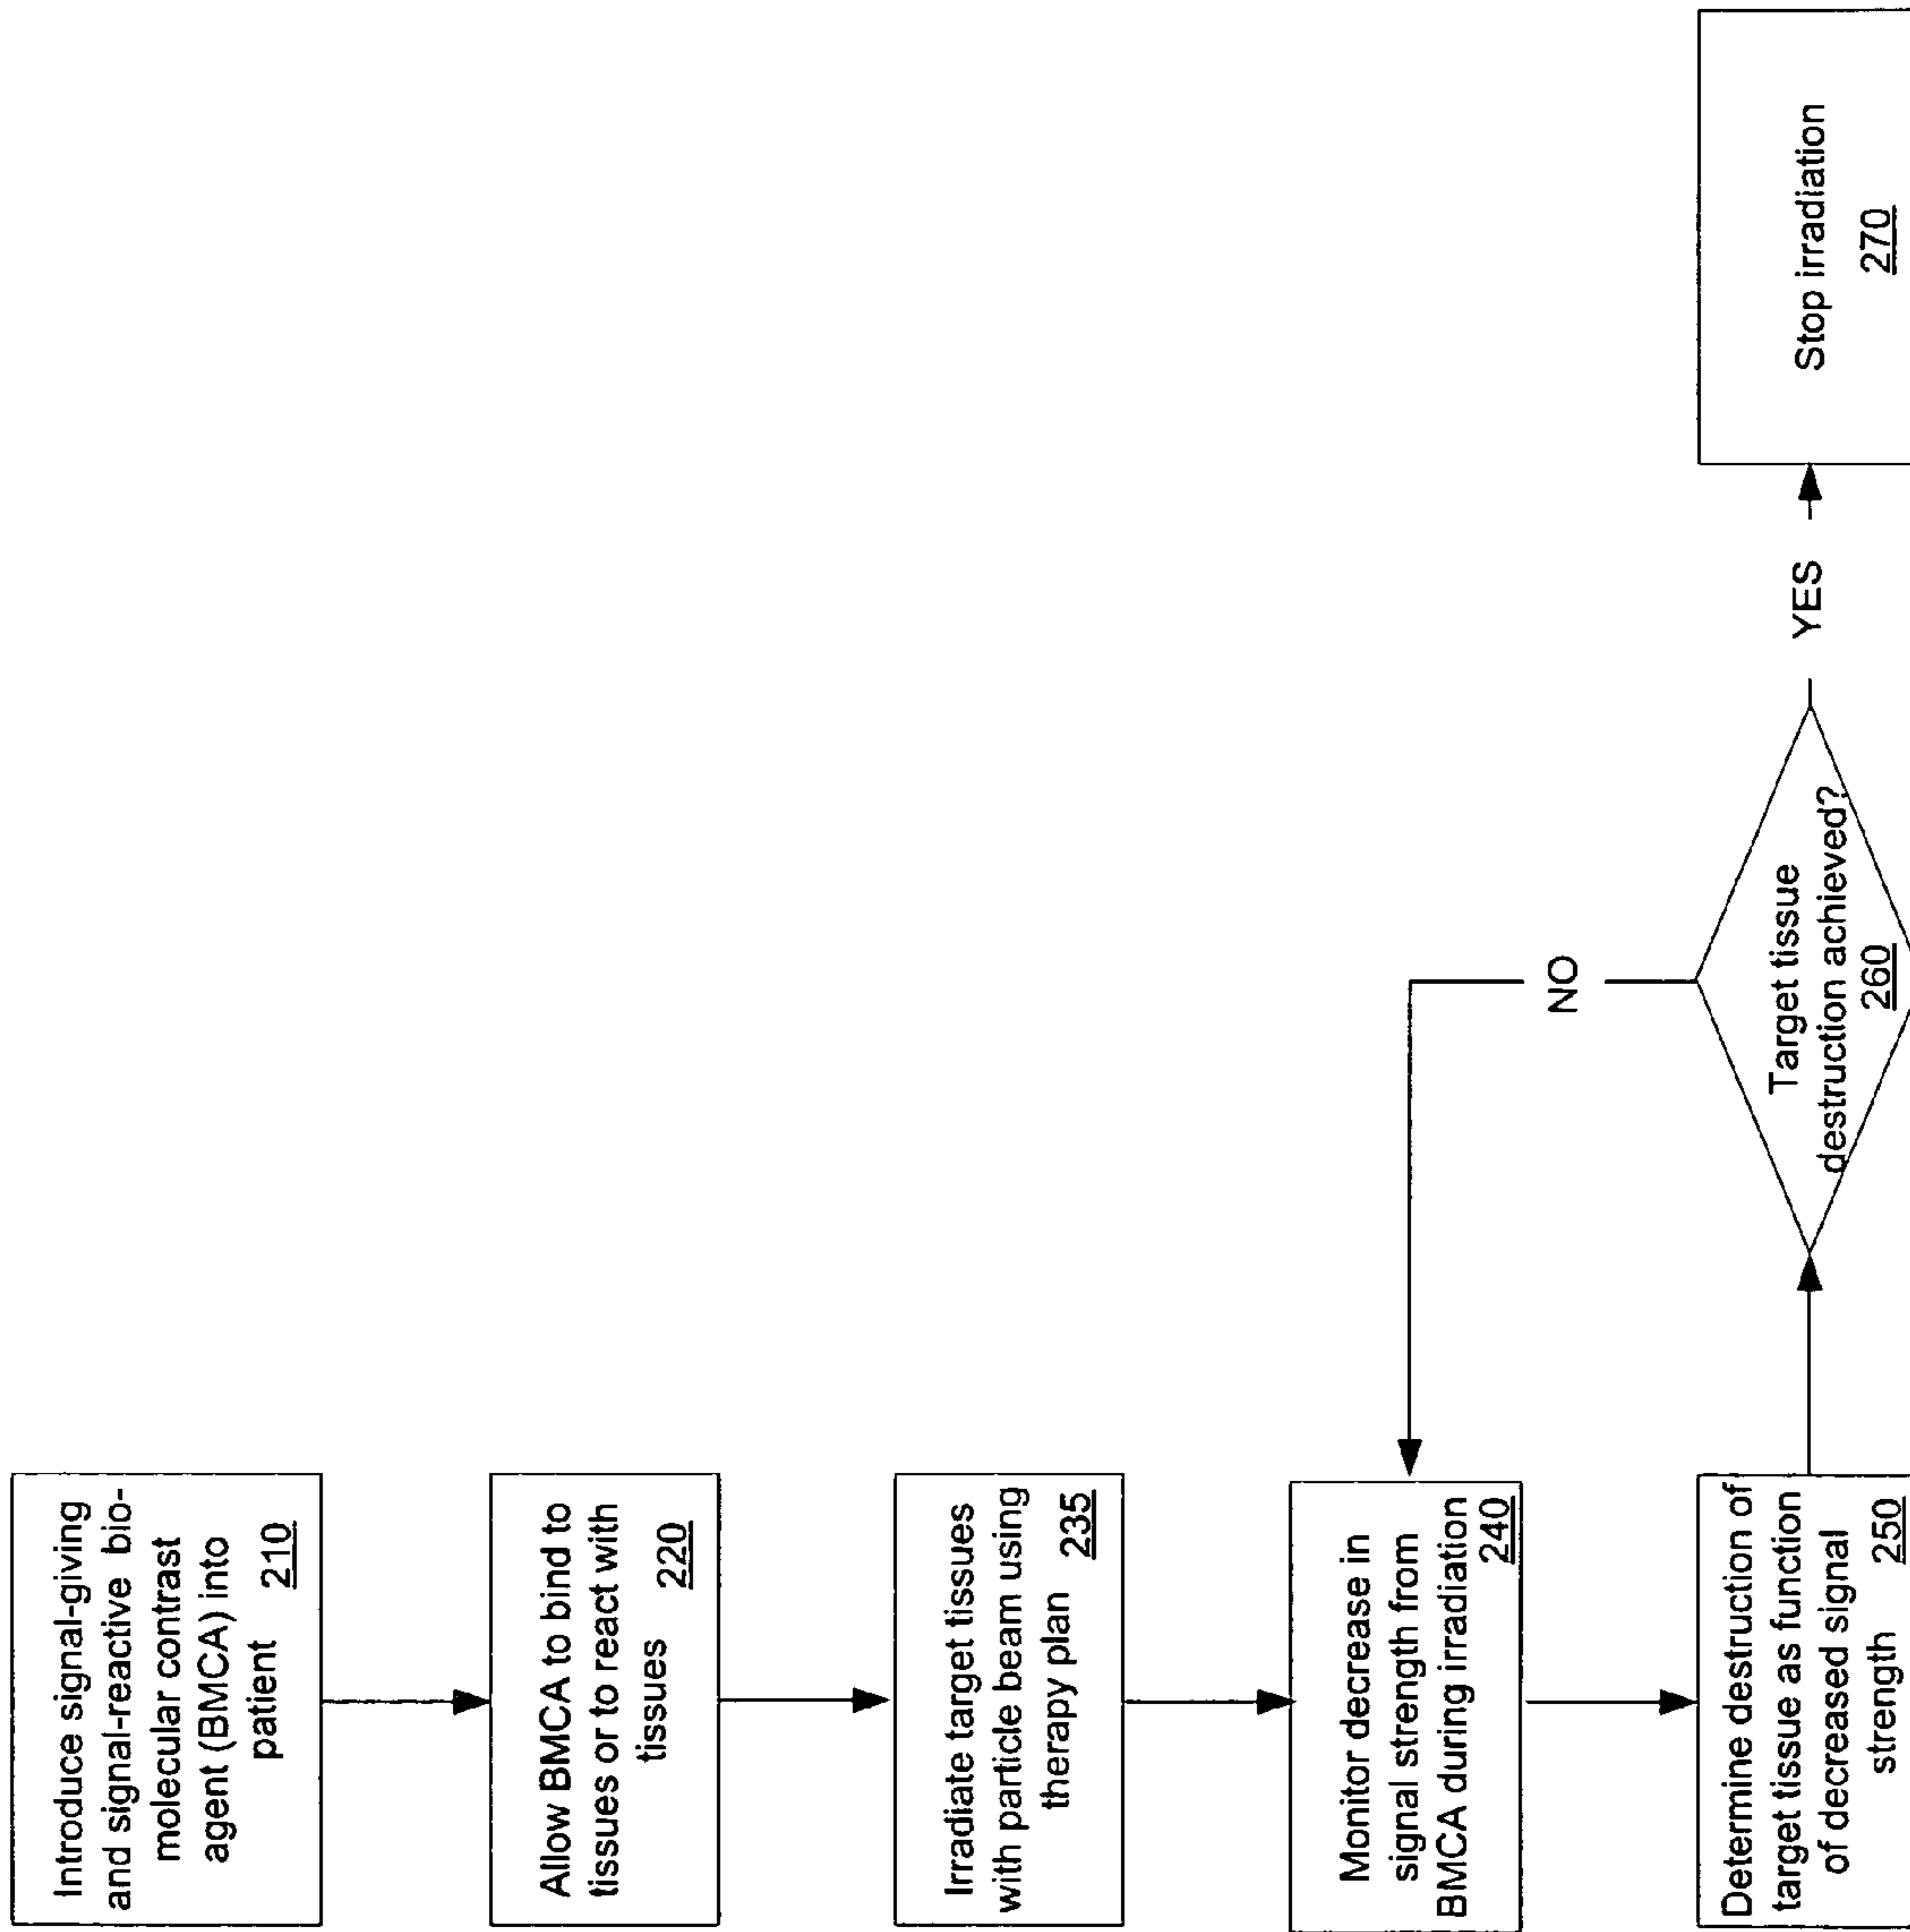 Introduce signal-giving
and signal-reactive bio-
molecular contrast
agent (BMCA) into
patient 210
Allow BMCA to bind to
tissues or to react with
tissues 220
Irradiate target tissues
with particle beam using
therapy plan 235
Monitor decrease in
signal strength from
BMCA during irradiation
240
Determine destruction of
target tissue as function
of decreased signal
strength 250
Target tissue
destruction achieved?
260
NO
YES
Stop irradiation
270